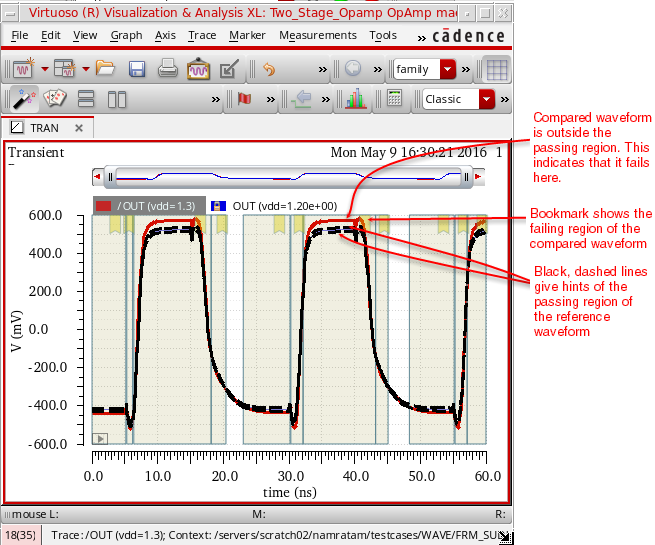 Virtuoso (R) Visualization & Analysis XL: Two_Stage_Opamp OpAmp mae
File Edit View Graph Axis Trace Marker Measurements Tools » cādence
» family »
» » Classic »
TRAN
Transient Mon May 9 16:30:21 2016 1
/OUT (vdd=1.3) OUT (vdd=1.20e+00)
600.0
400.0
200.0
0.0
-200.0
-400.0
-600.0
V (mV)
0.0 10.0 20.0 30.0 40.0 50.0 60.0
time (ns)
mouse L: M: R:
18(35) Trace: /OUT (vdd=1.3); Context: /servers/scratch02/namratam/testcases/WAVE/FRM_SUN
Compared waveform
is outside the
passing region. This
indicates that it fails
here.
Bookmark shows the
failing region of the
compared waveform
Black, dashed lines
give hints of the
passing region of
the reference
waveform